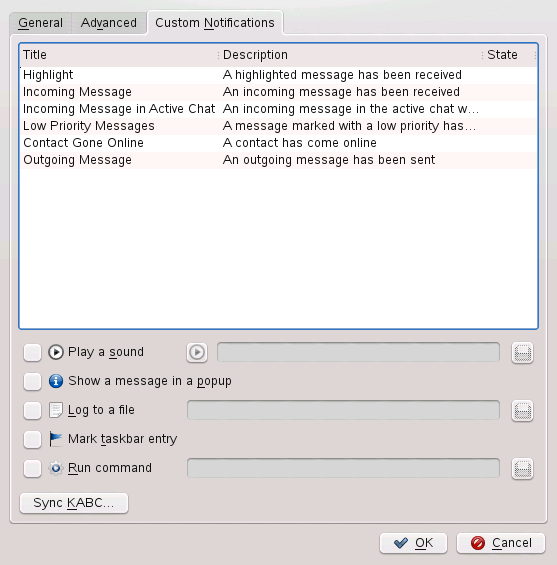 General Advanced Custom Notifications
Title Description State
Highlight A highlighted message has been received
Incoming Message An incoming message has been received
Incoming Message in Active Chat An incoming message in the active chat w...
Low Priority Messages A message marked with a low priority has...
Contact Gone Online A contact has come online
Outgoing Message An outgoing message has been sent
Play a sound
Show a message in a popup
Log to a file
Mark taskbar entry
Run command
Sync KABC...
OK Cancel